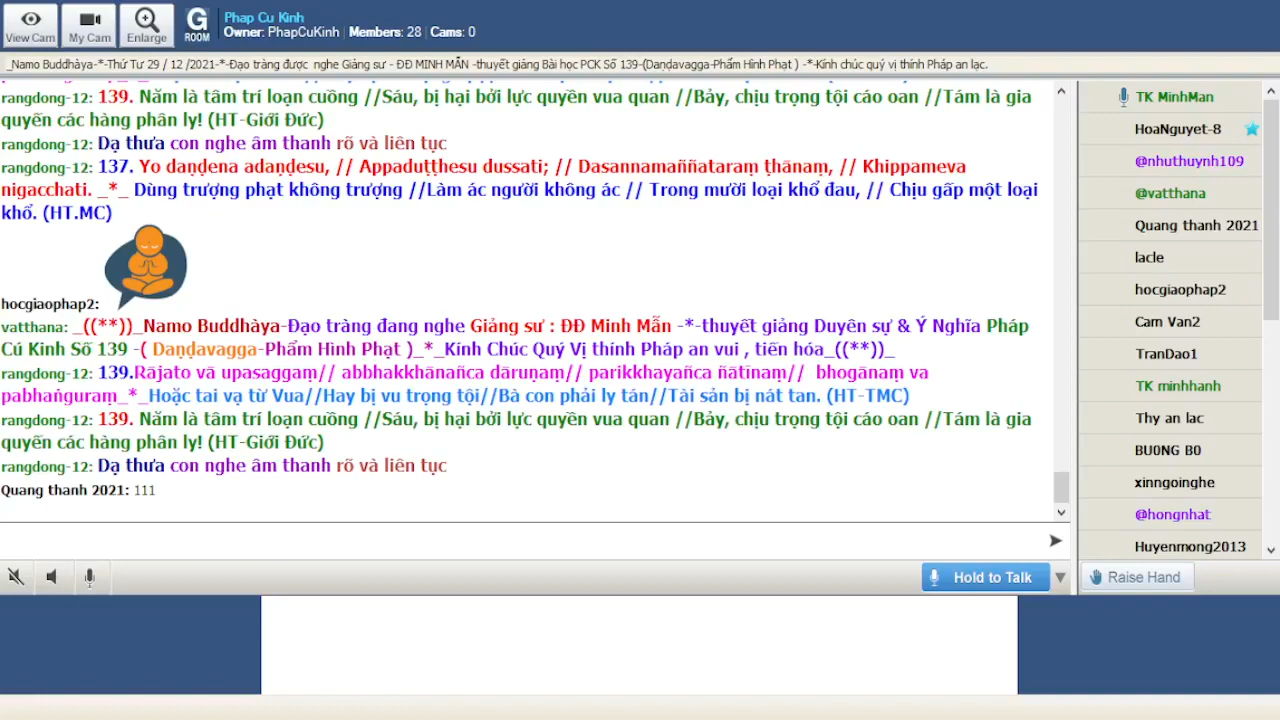 View Cam
My Cam
Enlarge
G
ROOM
Phap Cu Kinh
Owner: PhapCuKinh | Members: 28 | Cams: 0
_Namo Buddhàya-*-Thứ Tư 29 / 12 /2021-*-Đạo tràng được nghe Giảng sư - ĐĐ MINH MẪN -thuyết giảng Bài học PCK Số 139-(Daṇḍavagga-Phẩm Hình Phạt ) -*-Kính chúc quý vị thính Pháp an lạc.
rangdong-12: 139. Năm là tâm trí loạn cuồng //Sáu, bị hại bởi lực quyền vua quan //Bảy, chịu trọng tội cáo oan //Tám là gia
quyến các hàng phân ly! (HT-Giới Đức)
rangdong-12: Dạ thưa con nghe âm thanh rõ và liên tục
rangdong-12: 137. Yo daṇḍena adaṇḍesu, // Appaduṭṭhesu dussati; // Dasannamaññataraṃ ṭhānaṃ, // Khippameva
nigacchati. _*_ Dùng trượng phạt không trượng //Làm ác người không ác // Trong mười loại khổ đau, // Chịu gấp một loại
khổ. (HT.MC)
hocgiaophap2:
vatthana: _((**))_Namo Buddhàya-Đạo tràng đang nghe Giảng sư : ĐĐ Minh Mẫn -*-thuyết giảng Duyên sự & Ý Nghĩa Pháp
Cú Kinh Số 139 -( Daṇḍavagga-Phẩm Hình Phạt )_*_Kính Chúc Quý Vị thính Pháp an vui , tiến hóa_((**))_
rangdong-12: 139.Rājato vā upasaggaṃ// abbhakkhānañca dāruṇaṃ// parikkhayañca ñātīnaṃ// bhogānaṃ va
pabhaṅguraṃ_*_Hoặc tai vạ từ Vua//Hay bị vu trọng tội//Bà con phải ly tán//Tài sản bị nát tan. (HT-TMC)
rangdong-12: 139. Năm là tâm trí loạn cuồng //Sáu, bị hại bởi lực quyền vua quan //Bảy, chịu trọng tội cáo oan //Tám là gia
quyến các hàng phân ly! (HT-Giới Đức)
rangdong-12: Dạ thưa con nghe âm thanh rõ và liên tục
Quang thanh 2021: 111
TK MinhMan
HoaNguyet-8
@nhuthuynh109
@vatthana
Quang thanh 2021
lacle
hocgiaophap2
Cam Van2
TranDao1
TK minhhanh
Thy an lac
BU0NG B0
xinngoinghe
@hongnhat
Huyenmong2013
Hold to Talk
Raise Hand